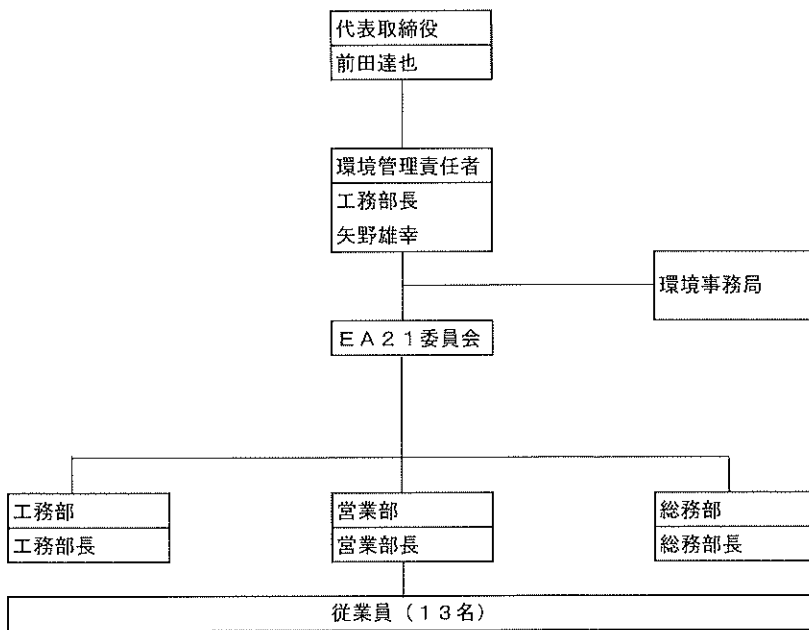 代表取締役
前田達也
環境管理責任者
工務部長
矢野雄幸
環境事務局
ＥＡ２１委員会
工務部
工務部長
営業部
営業部長
総務部
総務部長
従業員（１３名）